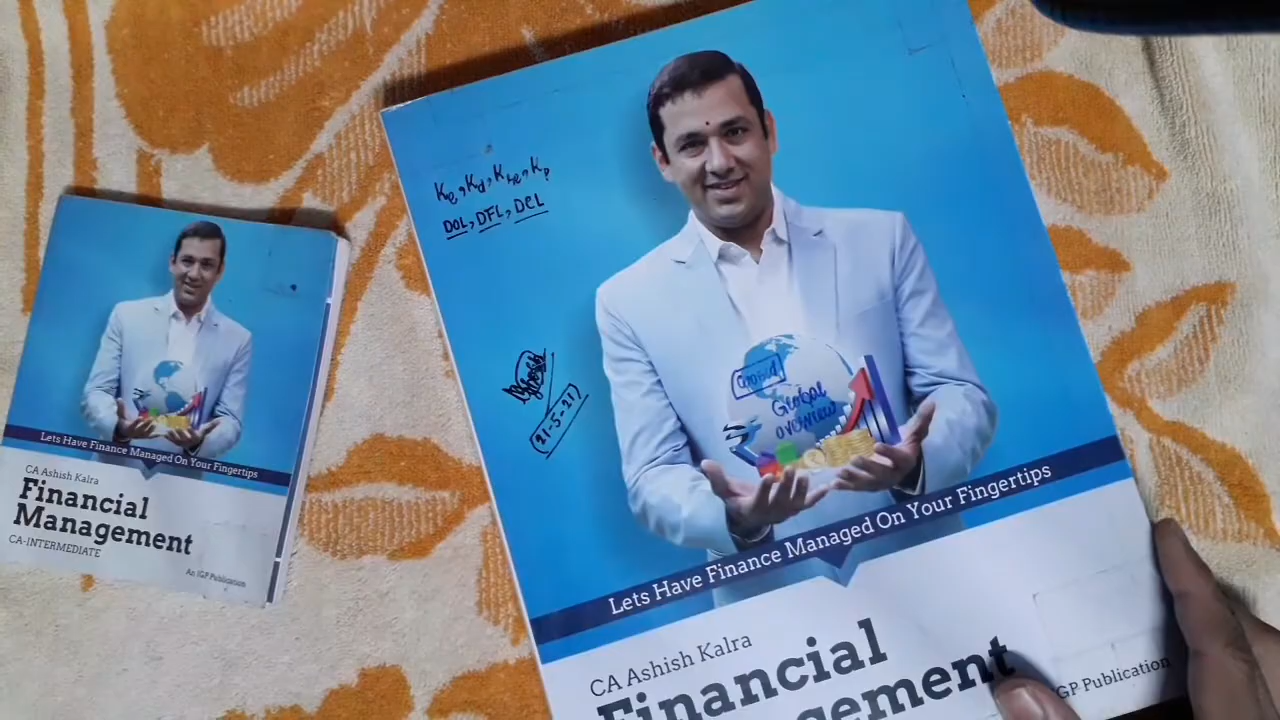 Lets Have Finance Managed On Your Fingertips
CA Ashish Kalra
Financial
Management
CA-INTERMEDIATE
An IGP Publication
Ke, Kd, Kre, Kp
DOL, DFL, DCL
21-5-21
Global
overview
Lets Have Finance Managed On Your Fingertips
CA Ashish Kalra
Financial
Management
IGP Publication